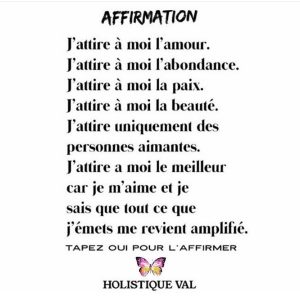 AFFIRMATION
J'attire à moi l'amour.
J'attire à moi l'abondance.
J'attire à moi la paix.
J'attire à moi la beauté.
J'attire uniquement des
personnes aimantes.
J'attire a moi le meilleur
car je m'aime et je
sais que tout ce que
j'émets me revient amplifié.
TAPEZ OUI POUR L'AFFIRMER
HOLISTIQUE VAL